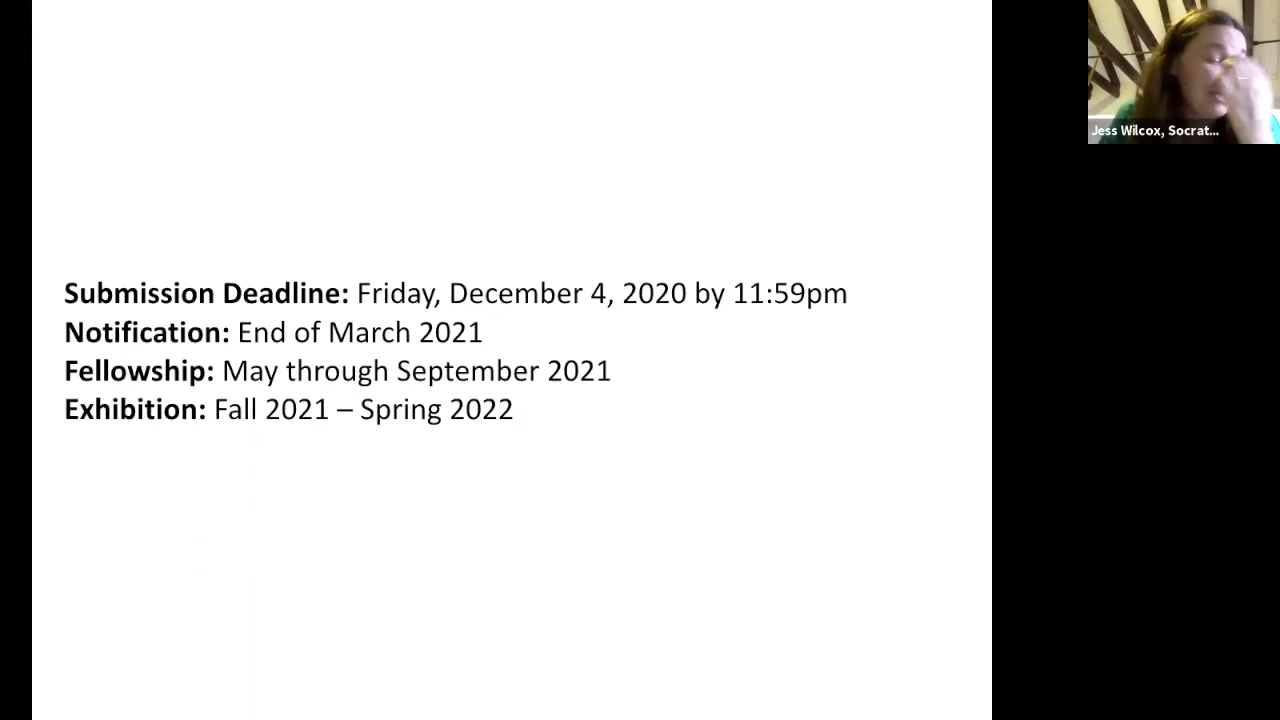 Submission Deadline: Friday, December 4, 2020 by 11:59pm
Notification: End of March 2021
Fellowship: May through September 2021
Exhibition: Fall 2021 – Spring 2022
Jess Wilcox, Socrat...